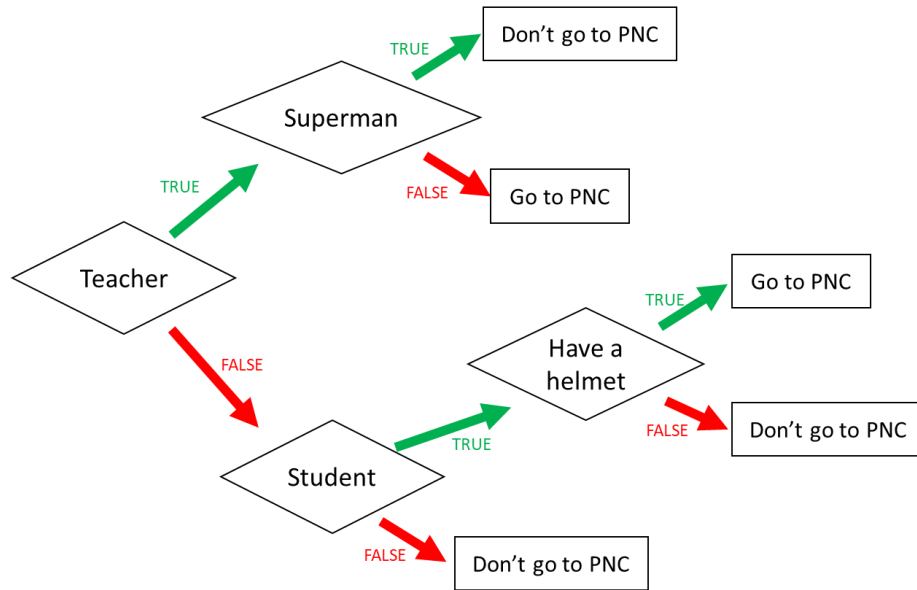 Don’t go to PNC
TRUE
Superman
TRUE
FALSE
Go to PNC
Teacher
Go to PNC
TRUE
FALSE
Have a
helmet
FALSE
Don’t go to PNC
TRUE
Student
FALSE
Don’t go to PNC